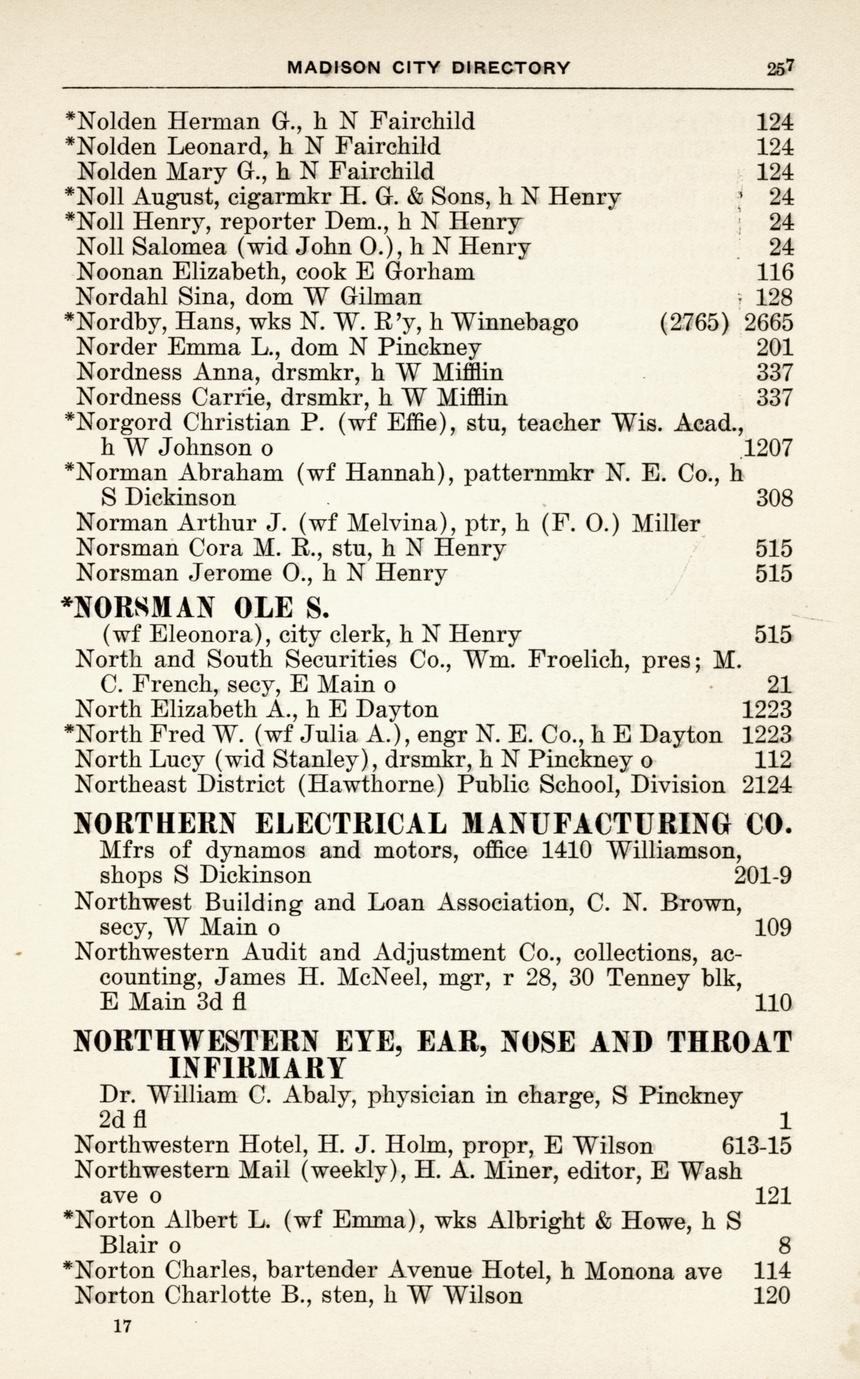 MADISON CITY DIRECTORY 257
*Nolden Herman G., h N Fairchild 124
*Nolden Leonard, h N Fairchild 124
Nolden Mary G., h N Fairchild 124
*Noll August, cigarmkr H. G. & Sons, h N Henry 24
*Noll Henry, reporter Dem., h N Henry 24
Noll Salomea (wid John O.), h N Henry 24
Noonan Elizabeth, cook E Gorham 116
Nordahl Sina, dom W Gilman 128
*Nordby, Hans, wks N. W. R'y, h Winnebago (2765) 2665
Norder Emma L., dom N Pinckney 201
Nordness Anna, drsmkr, h W Mifflin 337
Nordness Carrie, drsmkr, h W Mifflin 337
*Norgord Christian P. (wf Effie), stu, teacher Wis. Acad.,
h W Johnson o 1207
*Norman Abraham (wf Hannah), patternmkr N. E. Co., h
S Dickinson 308
Norman Arthur J. (wf Melvina), ptr, h (F. O.) Miller
Norsman Cora M. R., stu, h N Henry 515
Norsman Jerome O., h N Henry 515
*NORSMAN OLE S.
(wf Eleonora), city clerk, h N Henry 515
North and South Securities Co., Wm. Froelich, pres; M.
C. French, secy, E Main o 21
North Elizabeth A., h E Dayton 1223
*North Fred W. (wf Julia A.), engr N. E. Co., h E Dayton 1223
North Lucy (wid Stanley), drsmkr, h N Pinckney o 112
Northeast District (Hawthorne) Public School, Division 2124
NORTHERN ELECTRICAL MANUFACTURING CO.
Mfrs of dynamos and motors, office 1410 Williamson,
shops S Dickinson 201-9
Northwest Building and Loan Association, C. N. Brown,
secy, W Main o 109
Northwestern Audit and Adjustment Co., collections, ac-
counting, James H. McNeel, mgr, r 28, 30 Tenney blk,
E Main 3d fl 110
NORTHWESTERN EYE, EAR, NOSE AND THROAT
INFIRMARY
Dr. William C. Abaly, physician in charge, S Pinckney
2d fl 1
Northwestern Hotel, H. J. Holm, propr, E Wilson 613-15
Northwestern Mail (weekly), H. A. Miner, editor, E Wash
ave o 121
*Norton Albert L. (wf Emma), wks Albright & Howe, h S
Blair o 8
*Norton Charles, bartender Avenue Hotel, h Monona ave 114
Norton Charlotte B., sten, h W Wilson 120
17